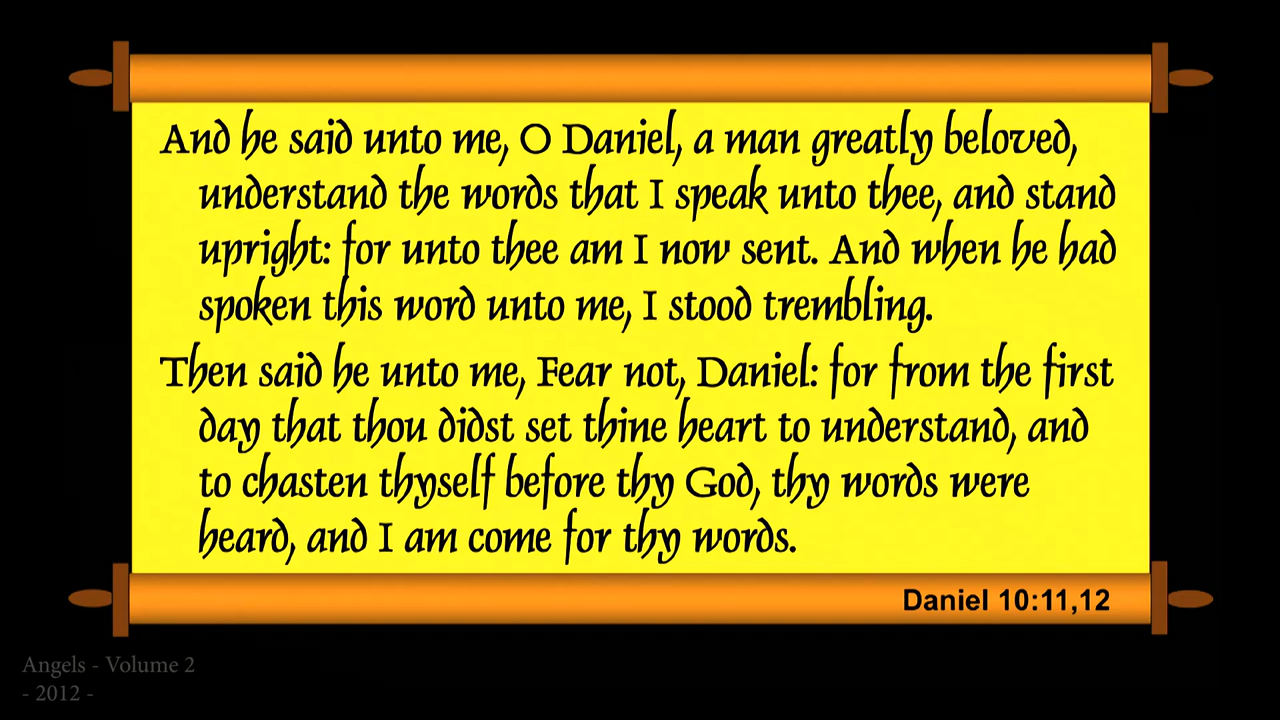 And he said unto me, O Daniel, a man greatly beloved,
understand the words that I speak unto thee, and stand
upright: for unto thee am I now sent. And when he had
spoken this word unto me, I stood trembling.
Then said he unto me, Fear not, Daniel: for from the first
day that thou didst set thine heart to understand, and
to chasten thyself before thy God, thy words were
heard, and I am come for thy words.
Daniel 10:11,12
Angels - Volume 2
- 2012 -